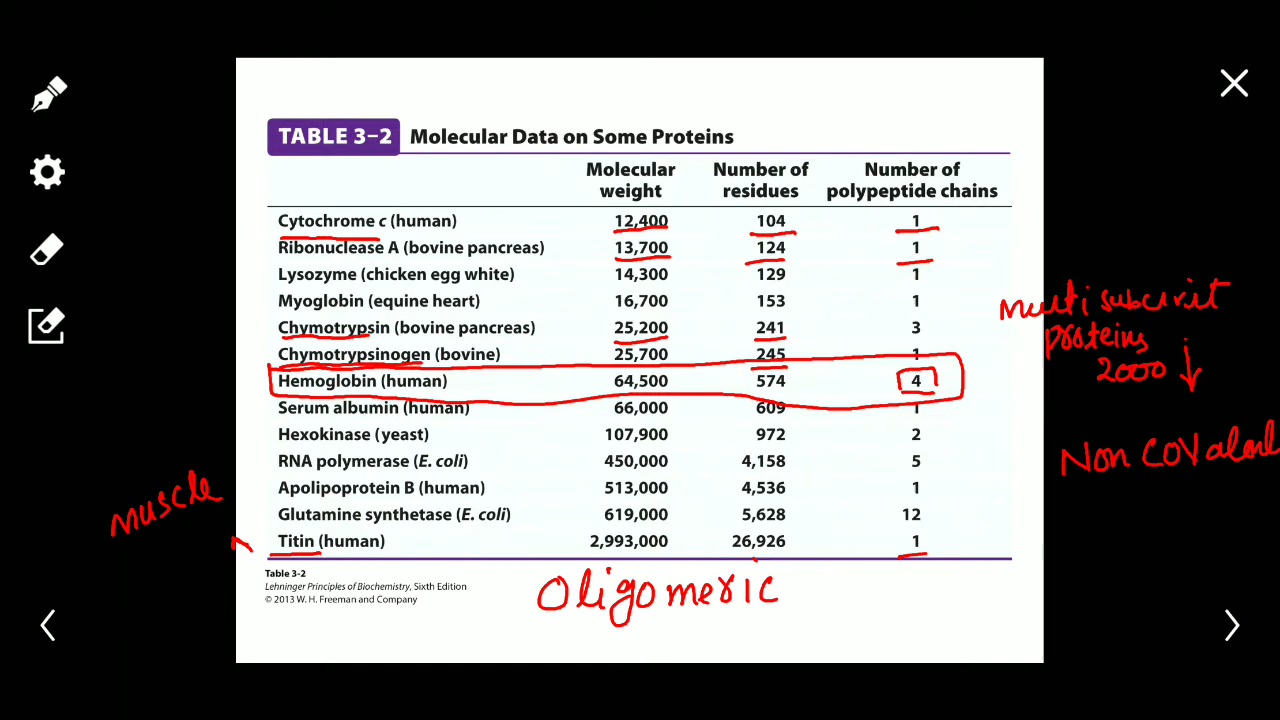 TABLE 3–2 Molecular Data on Some Proteins
Molecular weight Number of residues Number of polypeptide chains
Cytochrome c (human) 12,400 104 1
Ribonuclease A (bovine pancreas) 13,700 124 1
Lysozyme (chicken egg white) 14,300 129 1
Myoglobin (equine heart) 16,700 153 1
Chymotrypsin (bovine pancreas) 25,200 241 3
Chymotrypsinogen (bovine) 25,700 245 1
Hemoglobin (human) 64,500 574 4
Serum albumin (human) 66,000 609 1
Hexokinase (yeast) 107,900 972 2
RNA polymerase (E. coli) 450,000 4,158 5
Apolipoprotein B (human) 513,000 4,536 1
Glutamine synthetase (E. coli) 619,000 5,628 12
Titin (human) 2,993,000 26,926 1
Table 3-2
Lehninger Principles of Biochemistry, Sixth Edition
© 2013 W. H. Freeman and Company
Multi subunit
proteins
2000
Non covalent
muscle
Oligomeric